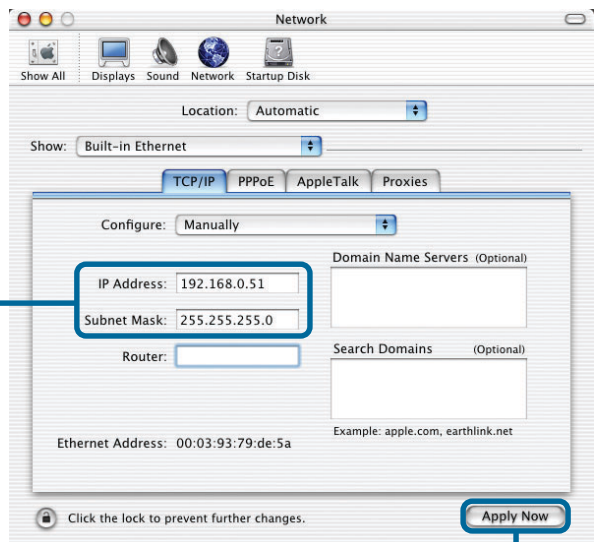 Network
Show All Displays Sound Network Startup Disk
Location: Automatic
Show: Built-in Ethernet
TCP/IP PPPoE AppleTalk Proxies
Configure: Manually
Domain Name Servers (Optional)
IP Address: 192.168.0.51
Subnet Mask: 255.255.255.0
Router:
Search Domains (Optional)
Example: apple.com, earthlink.net
Ethernet Address: 00:03:93:79:de:5a
Click the lock to prevent further changes.
Apply Now